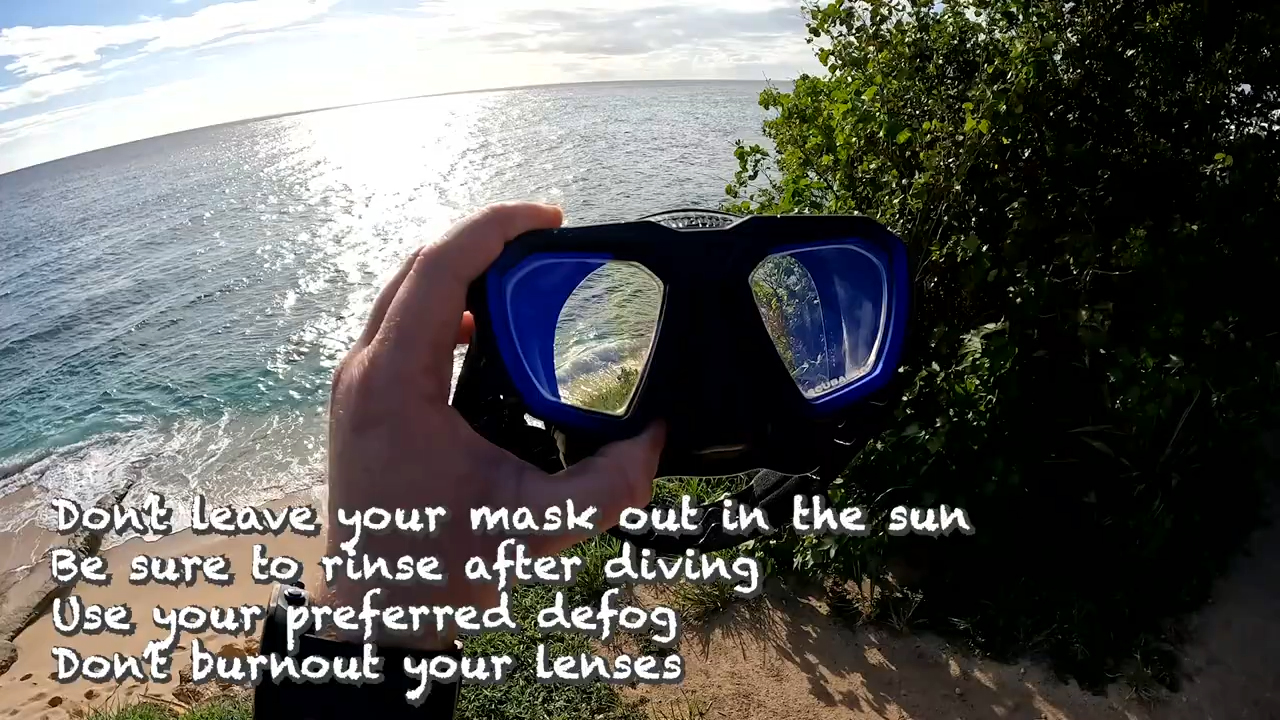 SCUBA
Don't leave your mask out in the sun
Be sure to rinse after diving
Use your preferred defog
Don't burnout your lenses